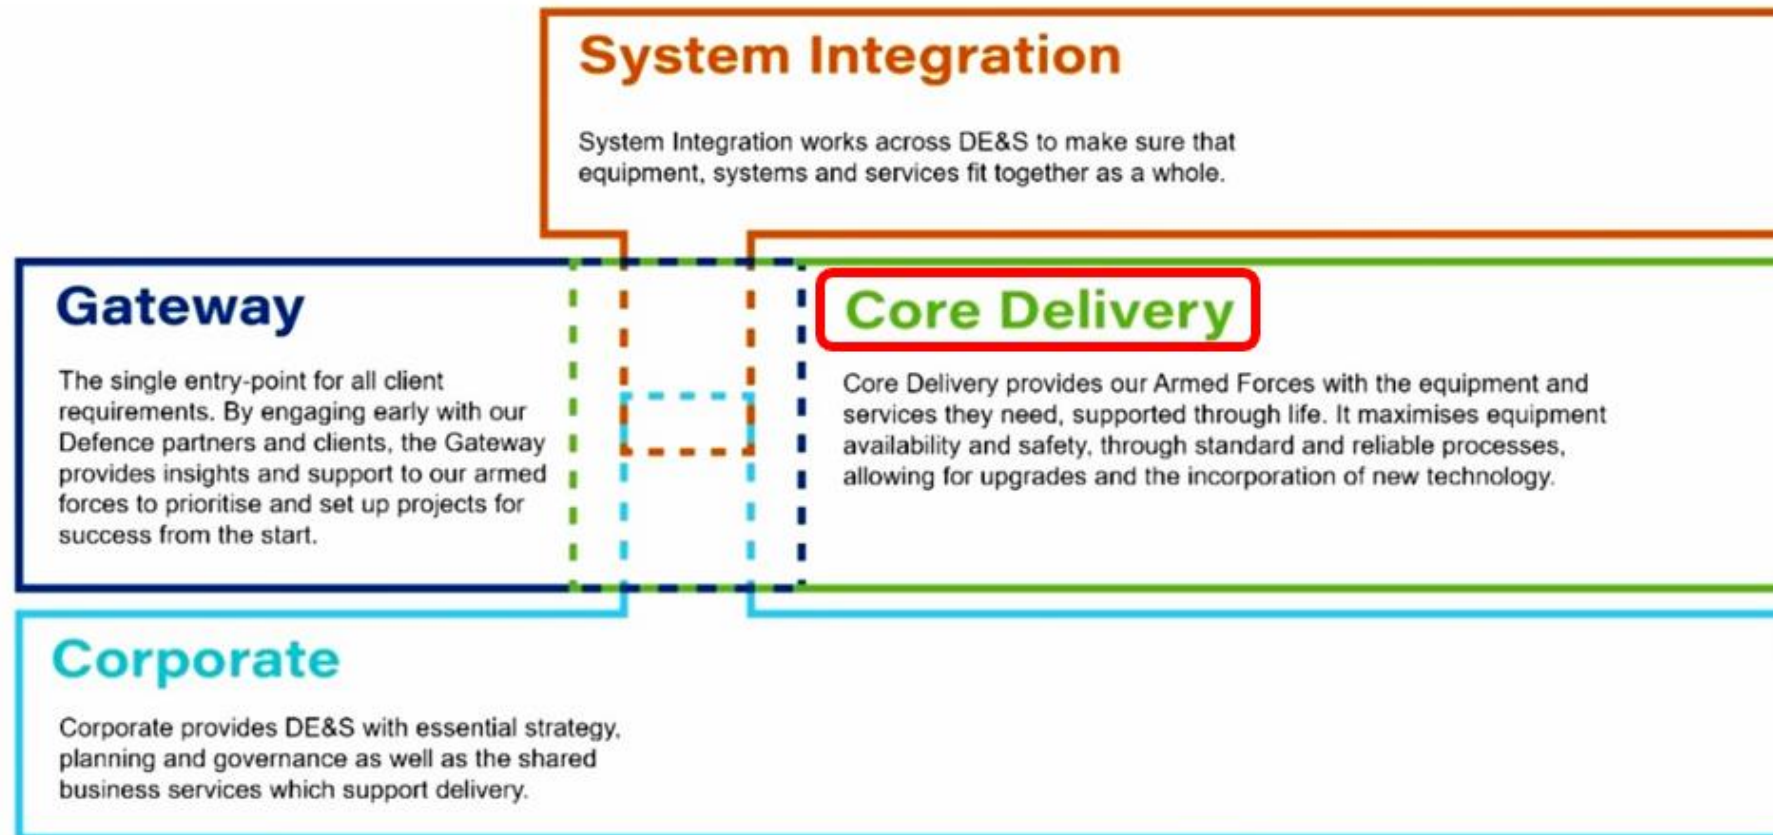 System Integration
System Integration works across DE&S to make sure that
equipment, systems and services fit together as a whole.
Gateway
The single entry-point for all client
requirements. By engaging early with our
Defence partners and clients, the Gateway
provides insights and support to our armed
forces to prioritise and set up projects for
success from the start.
Core Delivery
Core Delivery provides our Armed Forces with the equipment and
services they need, supported through life. It maximises equipment
availability and safety, through standard and reliable processes,
allowing for upgrades and the incorporation of new technology.
Corporate
Corporate provides DE&S with essential strategy,
planning and governance as well as the shared
business services which support delivery.